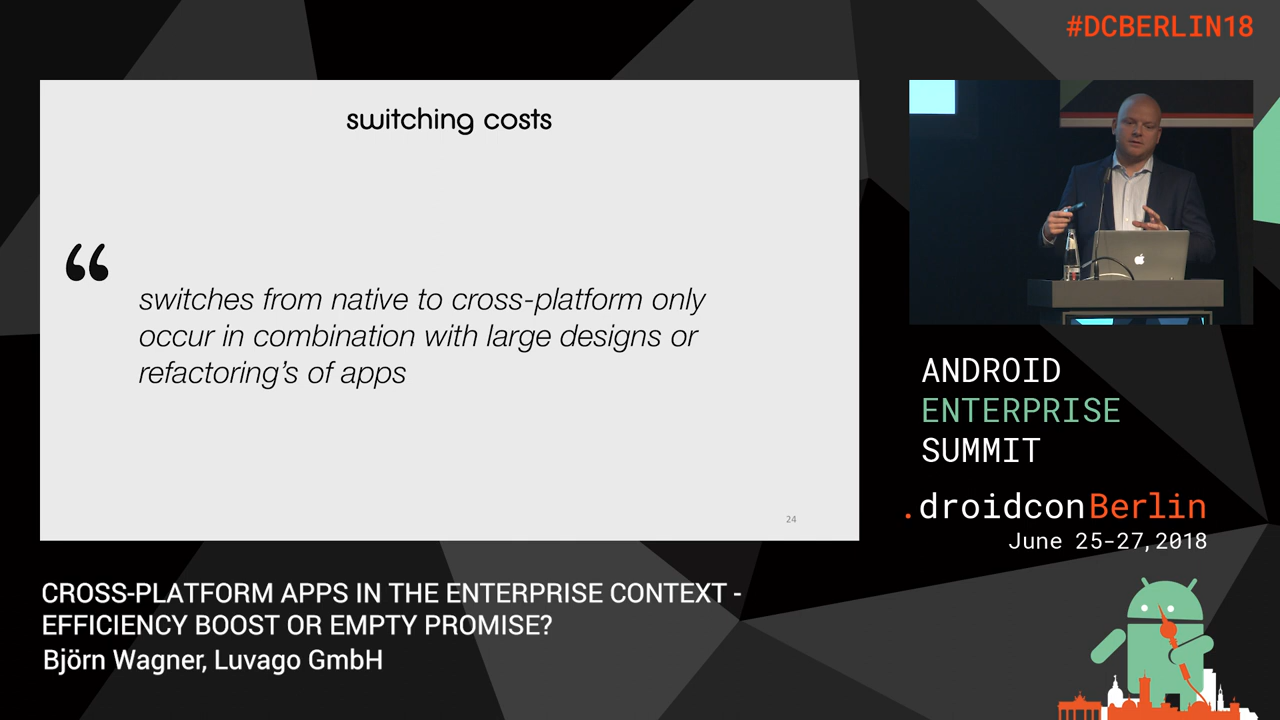 #DCBERLIN18
switching costs
“
switches from native to cross-platform only
occur in combination with large designs or
refactoring’s of apps
24
ANDROID
ENTERPRISE
SUMMIT
.droidconBerlin
June 25-27, 2018
CROSS-PLATFORM APPS IN THE ENTERPRISE CONTEXT -
EFFICIENCY BOOST OR EMPTY PROMISE?
Björn Wagner, Luvago GmbH